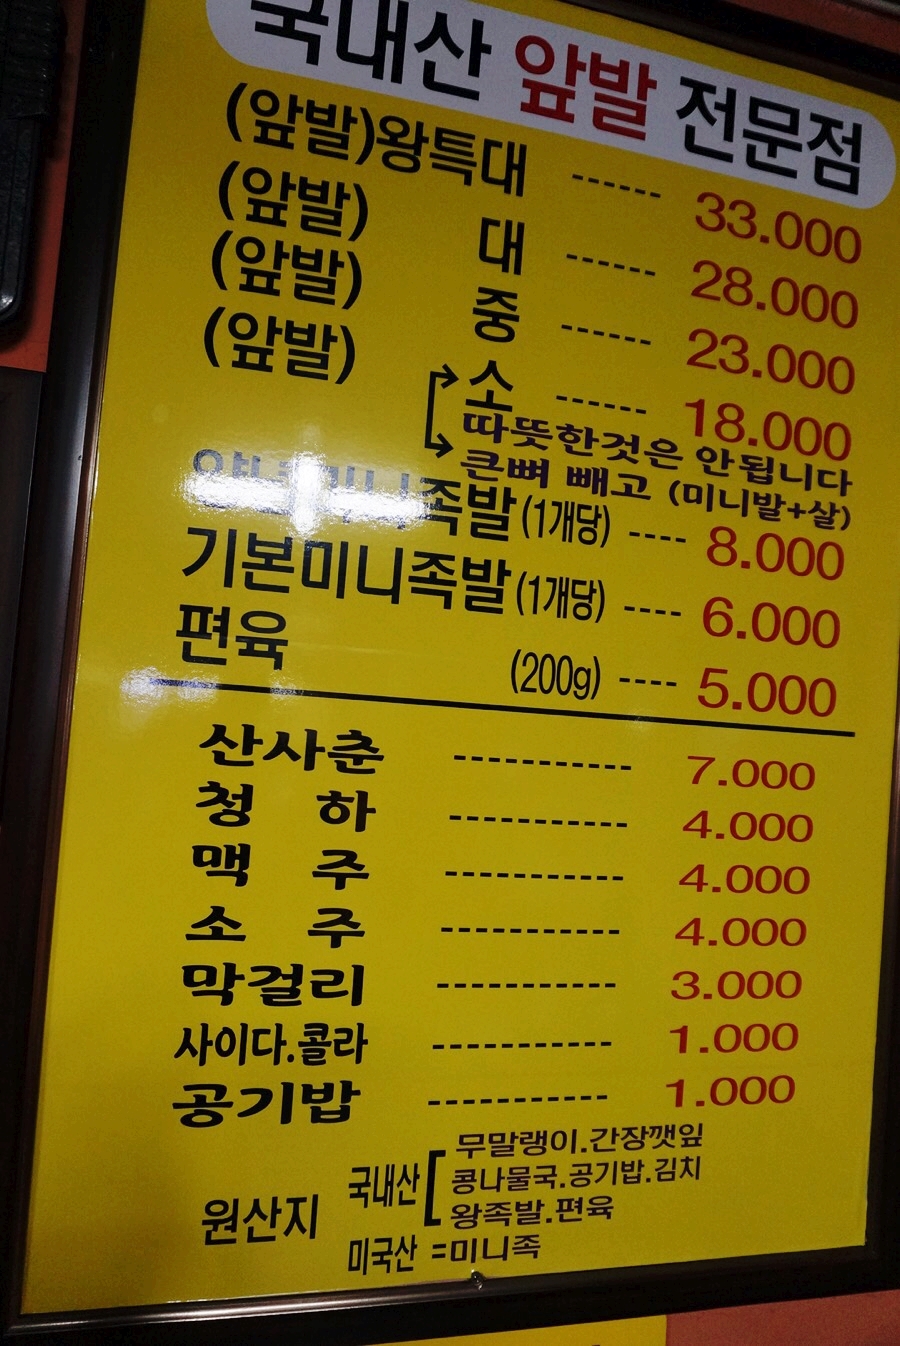 국내산 앞발 전문점
(앞발)왕특대 ------ 33.000
(앞발) 대 ------ 28.000
(앞발) 중 ------ 23.000
(앞발) 소 ------ 18.000
따뜻한것은 안됩니다
큰뼈 빼고 (미니발+살)
미니족발(1개당) ---- 8.000
기본미니족발(1개당) ---- 6.000
편육 (200g) ---- 5.000
산사춘 ----------- 7.000
청 하 ----------- 4.000
맥 주 ----------- 4.000
소 주 ----------- 4.000
막걸리 ----------- 3.000
사이다.콜라 ----------- 1.000
공기밥 ----------- 1.000
원산지 국내산 무말랭이.간장깻잎
콩나물국.공기밥.김치
왕족발.편육
미국산 =미니족